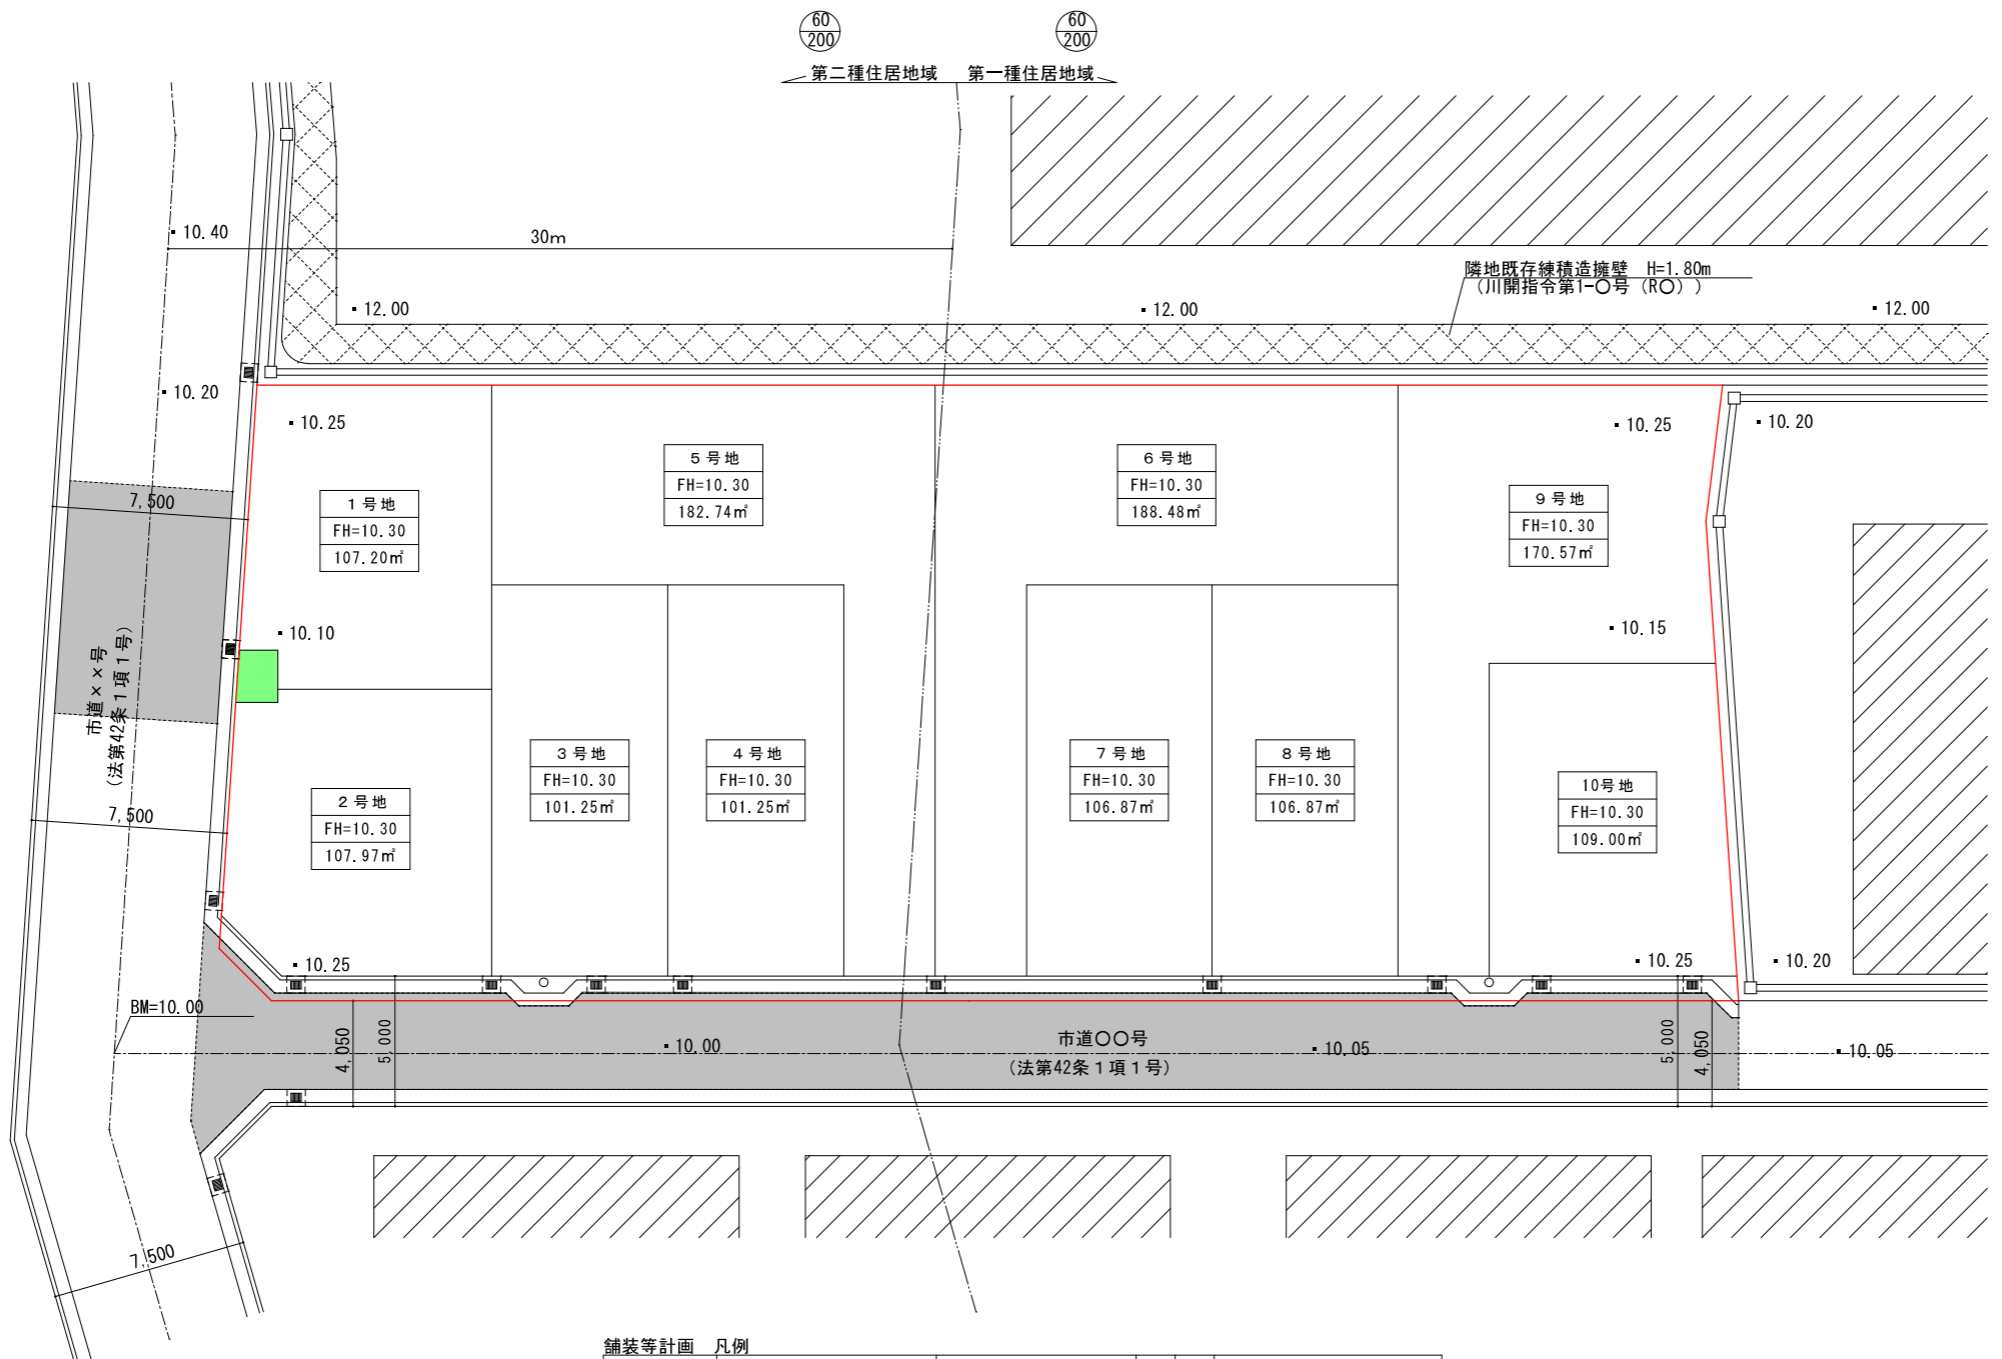 60
200
60
200
第二種住居地域
第一種住居地域
10.40
30m
隣地既存練積造擁壁 H=1.80m
(川開指令第1-〇号 (R〇))
12.00
12.00
12.00
10.20
10.25
10.25
10.20
5号地
FH=10.30
182.74㎡
6号地
FH=10.30
188.48㎡
1号地
FH=10.30
107.20㎡
9号地
FH=10.30
170.57㎡
7,500
10.10
10.15
市道××号
(法第42条1項1号)
3号地
FH=10.30
101.25㎡
4号地
FH=10.30
101.25㎡
7号地
FH=10.30
106.87㎡
8号地
FH=10.30
106.87㎡
10号地
FH=10.30
109.00㎡
2号地
FH=10.30
107.97㎡
7,500
10.25
10.25
10.20
BM=10.00
4,050
5,000
10.00
市道〇〇号
(法第42条1項1号)
10.05
5,000
4,050
10.05
7,500
舗装等計画 凡例